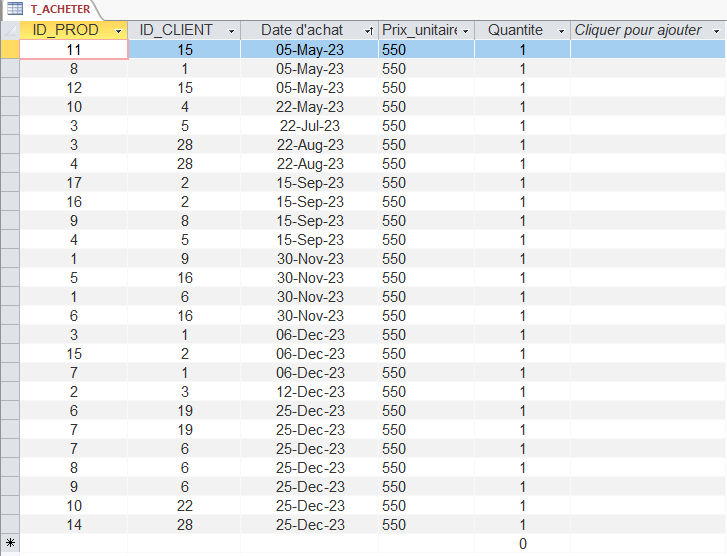 T_ACHETER
ID_PROD ID_CLIENT Date d'achat Prix_unitaire Quantite Cliquer pour ajouter
11 15 05-May-23 550 1
8 1 05-May-23 550 1
12 15 05-May-23 550 1
10 4 22-May-23 550 1
3 5 22-Jul-23 550 1
3 28 22-Aug-23 550 1
4 28 22-Aug-23 550 1
17 2 15-Sep-23 550 1
16 2 15-Sep-23 550 1
9 8 15-Sep-23 550 1
4 5 15-Sep-23 550 1
1 9 30-Nov-23 550 1
5 16 30-Nov-23 550 1
1 6 30-Nov-23 550 1
6 16 30-Nov-23 550 1
3 1 06-Dec-23 550 1
15 2 06-Dec-23 550 1
7 1 06-Dec-23 550 1
2 3 12-Dec-23 550 1
6 19 25-Dec-23 550 1
7 19 25-Dec-23 550 1
7 6 25-Dec-23 550 1
8 6 25-Dec-23 550 1
9 6 25-Dec-23 550 1
10 22 25-Dec-23 550 1
14 28 25-Dec-23 550 1
0